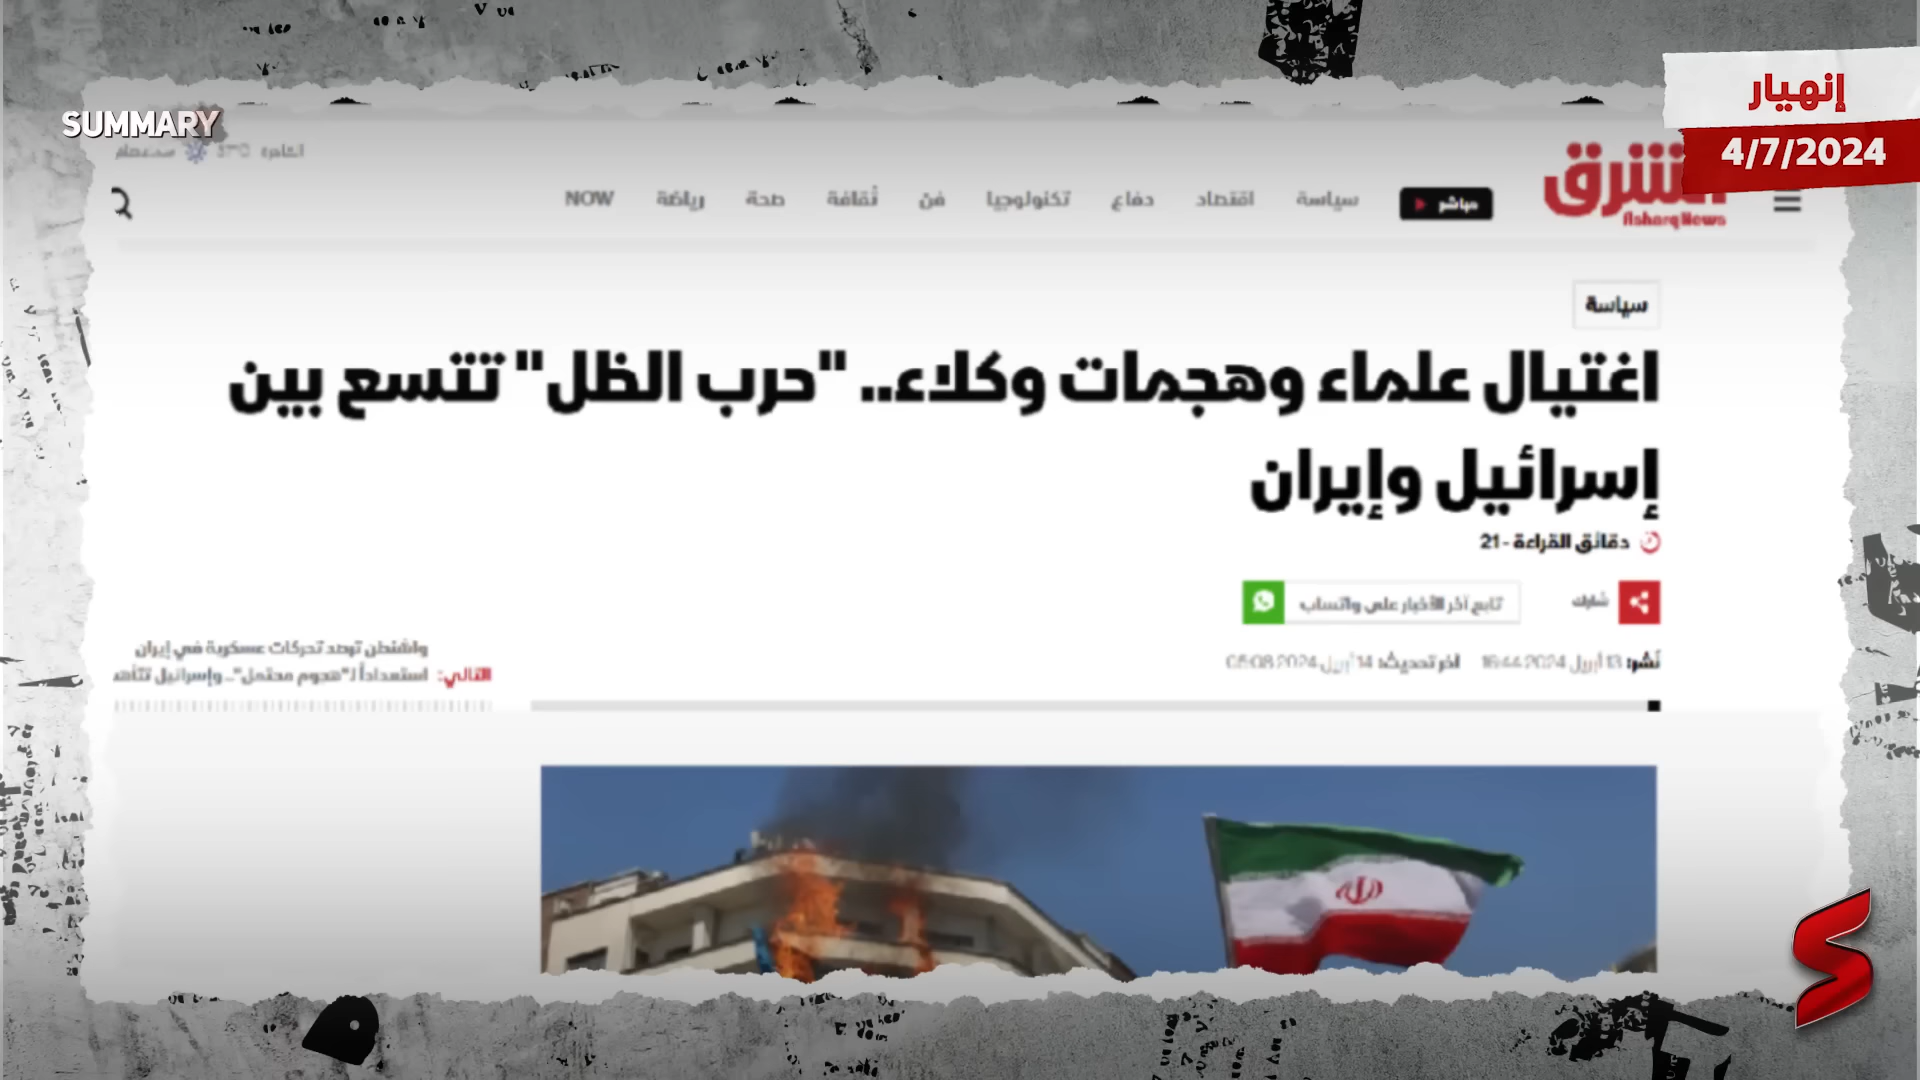 إنهيار
4/7/2024
SUMMARY
القاهرة 37°C
الشرق
Asharq News
مباشر
سياسة اقتصاد دفاع تكنولوجيا فن ثقافة صحة رياضة NOW
سياسة
اغتيال علماء وهجمات وكلاء.. "حرب الظل" تتسع بين
إسرائيل وإيران
دقائق القراءة - 21
شارك
تابع آخر الأخبار على واتساب
نُشر: 13 أبريل 2024 16:44 آخر تحديث: 14 أبريل 2024 05:08
واشنطن ترصد تحركات عسكرية في إيران
التالي: استعداداً لـ"هجوم محتمل".. وإسرائيل تتأهب